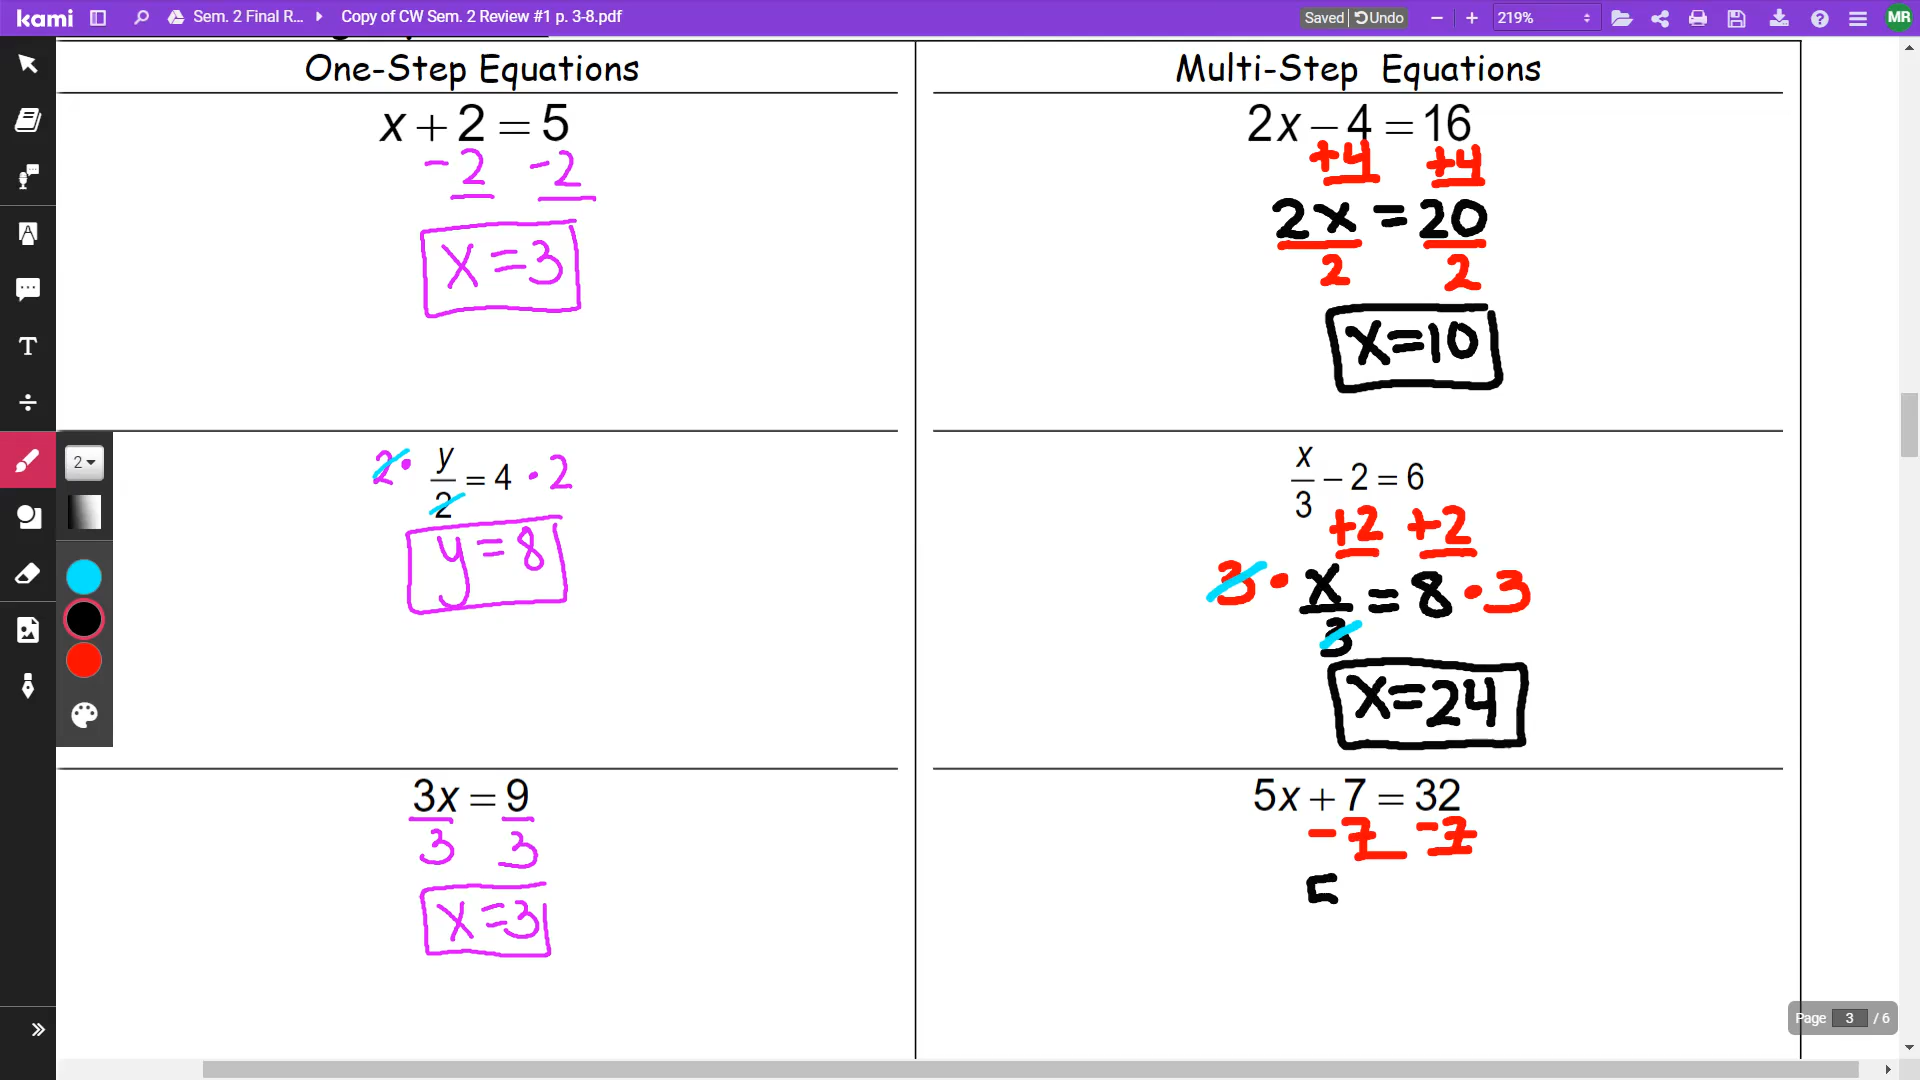 kami Sem. 2 Final R... Copy of CW Sem. 2 Review #1 p. 3-8.pdf Saved Undo 219% MR
One-Step Equations
x + 2 = 5
-2 -2
x = 3
2 · y/2 = 4 · 2
y = 8
3x = 9
3 3
x = 3
Multi-Step Equations
2x − 4 = 16
+4 +4
2x = 20
2 2
x = 10
x/3 − 2 = 6
+2 +2
3 · x/3 = 8 · 3
x = 24
5x + 7 = 32
-7 -7
5
2
T
Page 3 / 6